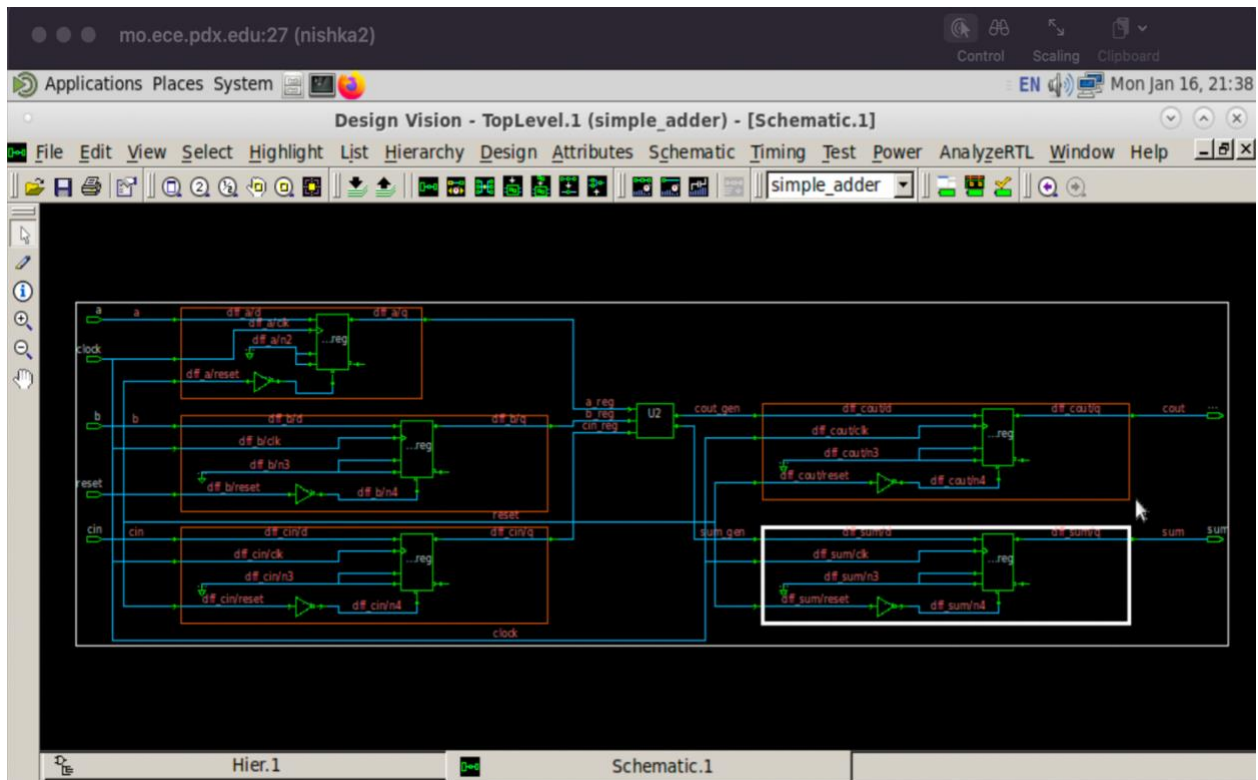 mo.ece.pdx.edu:27 (nishka2)
Control Scaling Clipboard
Applications Places System
EN Mon Jan 16, 21:38
Design Vision - TopLevel.1 (simple_adder) - [Schematic.1]
File Edit View Select Highlight List Hierarchy Design Attributes Schematic Timing Test Power AnalyzeRTL Window Help
simple_adder
a a dff_a/d dff_a/q
dff_a/clk
clock dff_a/n2 ...reg
dff_a/reset
a_reg
b_reg U2 cout_gen dff_cout/d dff_cout/q cout ...
b b dff_b/d dff_b/q cin_reg
dff_b/clk dff_cout/clk ...reg
...reg dff_cout/n3
dff_b/n3 dff_cout/reset dff_cout/n4
reset dff_b/reset dff_b/n4
reset
cin cin dff_cin/d dff_cin/q sum_gen dff_sum/d dff_sum/q sum sum
dff_cin/clk ...reg dff_sum/clk ...reg
dff_cin/n3 dff_sum/n3
dff_cin/reset dff_cin/n4 dff_sum/reset dff_sum/n4
clock
Hier.1 Schematic.1